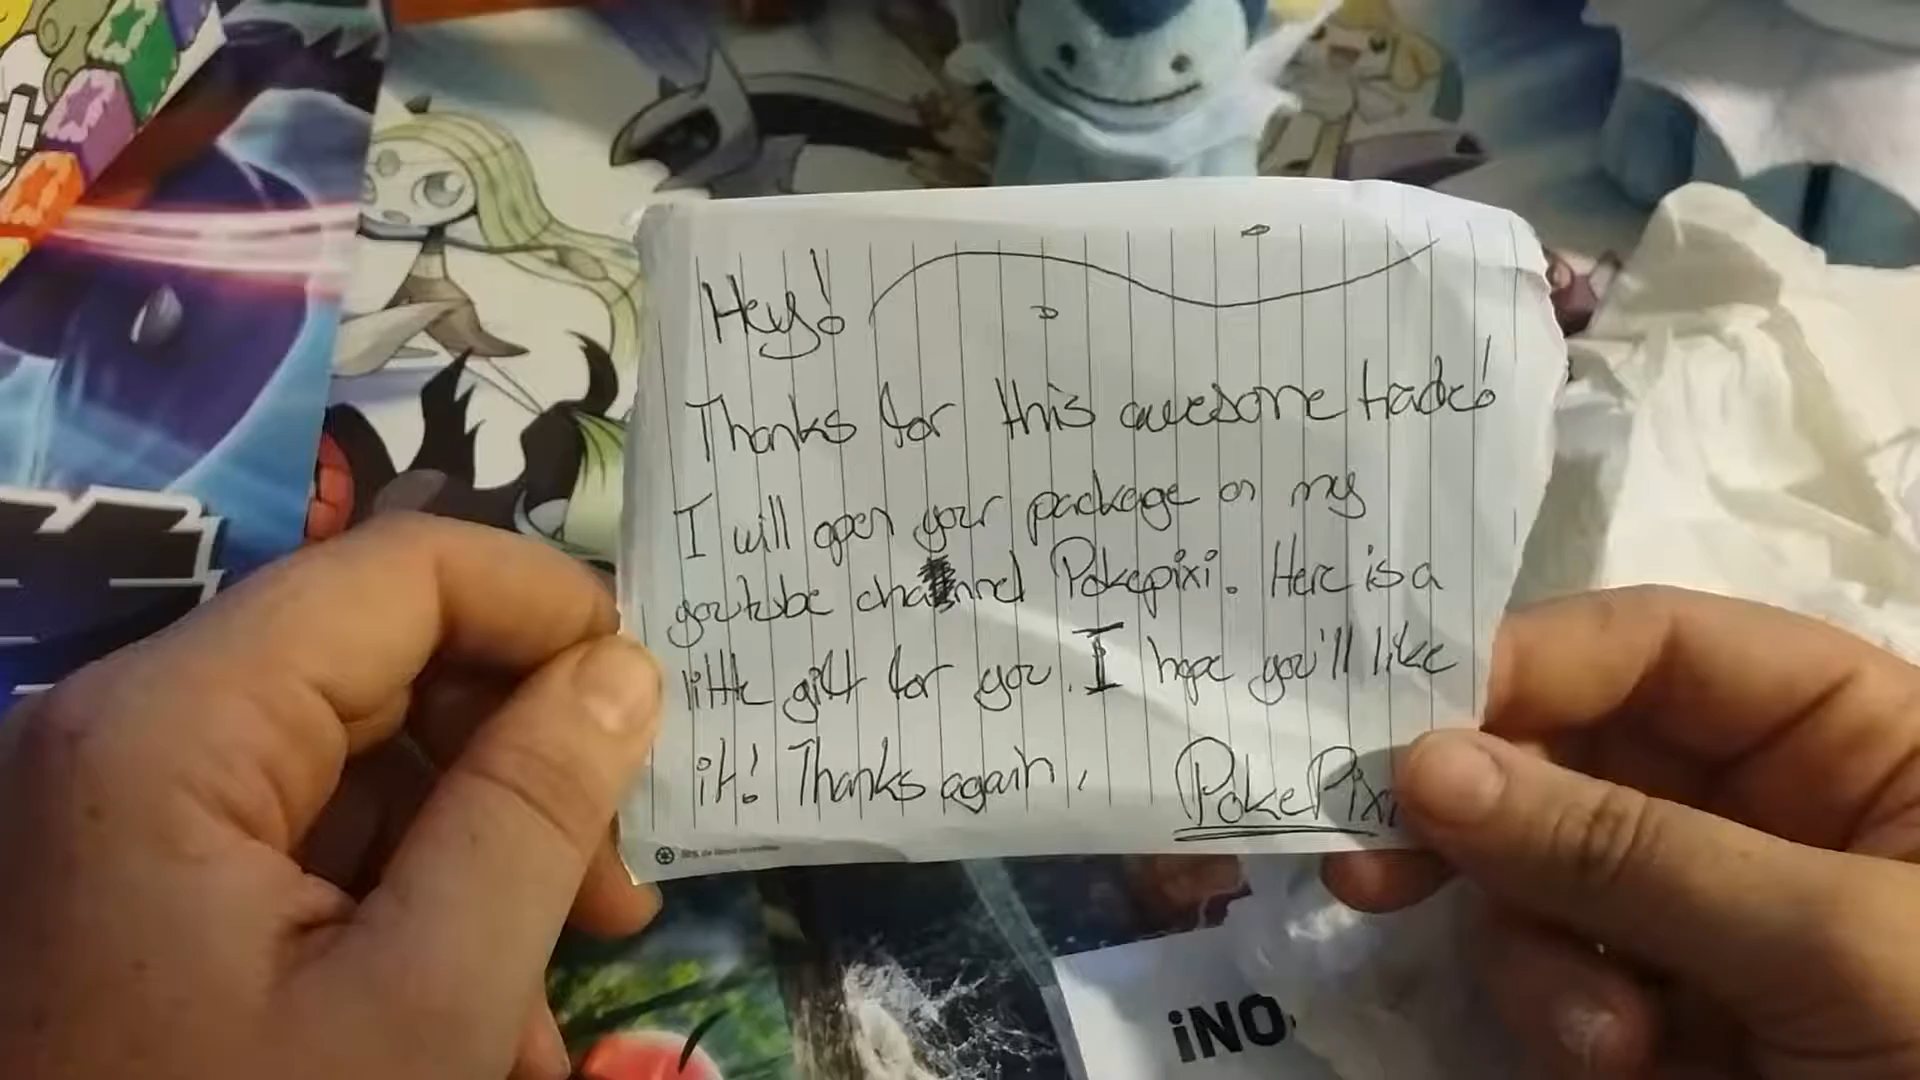 Hey!
Thanks for this awesome trade!
I will open your package on my
youtube channel Pokepixi. Here is a
little gift for you. I hope you'll like
it! Thanks again,
PokePixi
iNO